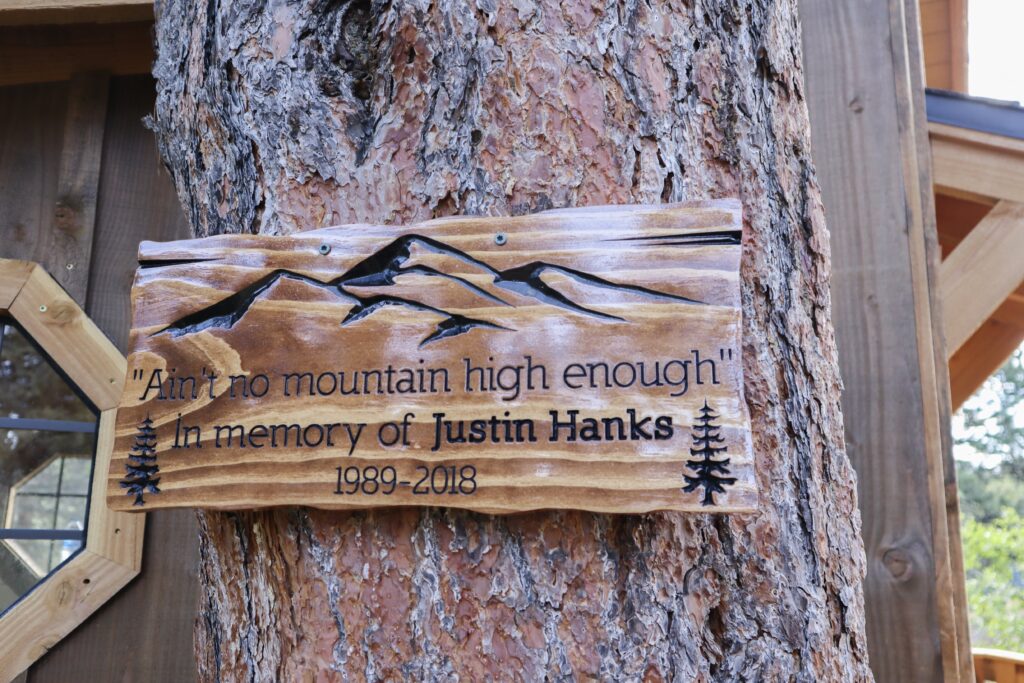 "Ain't no mountain high enough"
In memory of Justin Hanks
1989-2018